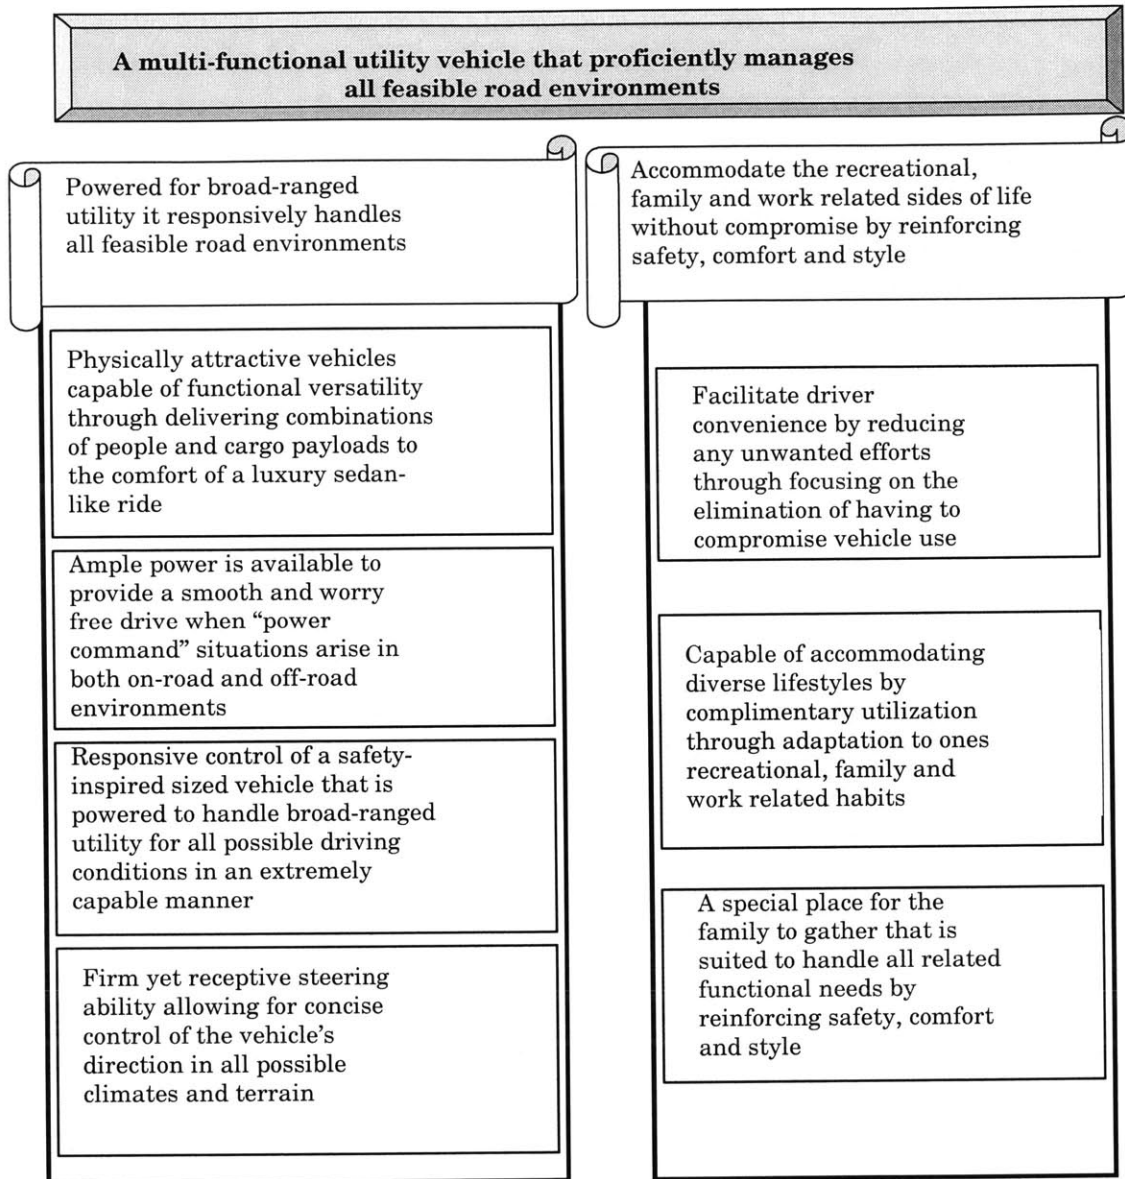 A multi-functional utility vehicle that proficiently manages
all feasible road environments
Powered for broad-ranged
utility it responsively handles
all feasible road environments
Physically attractive vehicles
capable of functional versatility
through delivering combinations
of people and cargo payloads to
the comfort of a luxury sedan-
like ride
Ample power is available to
provide a smooth and worry
free drive when “power
command” situations arise in
both on-road and off-road
environments
Responsive control of a safety-
inspired sized vehicle that is
powered to handle broad-ranged
utility for all possible driving
conditions in an extremely
capable manner
Firm yet receptive steering
ability allowing for concise
control of the vehicle’s
direction in all possible
climates and terrain
Accommodate the recreational,
family and work related sides of life
without compromise by reinforcing
safety, comfort and style
Facilitate driver
convenience by reducing
any unwanted efforts
through focusing on the
elimination of having to
compromise vehicle use
Capable of accommodating
diverse lifestyles by
complimentary utilization
through adaptation to ones
recreational, family and
work related habits
A special place for the
family to gather that is
suited to handle all related
functional needs by
reinforcing safety, comfort
and style